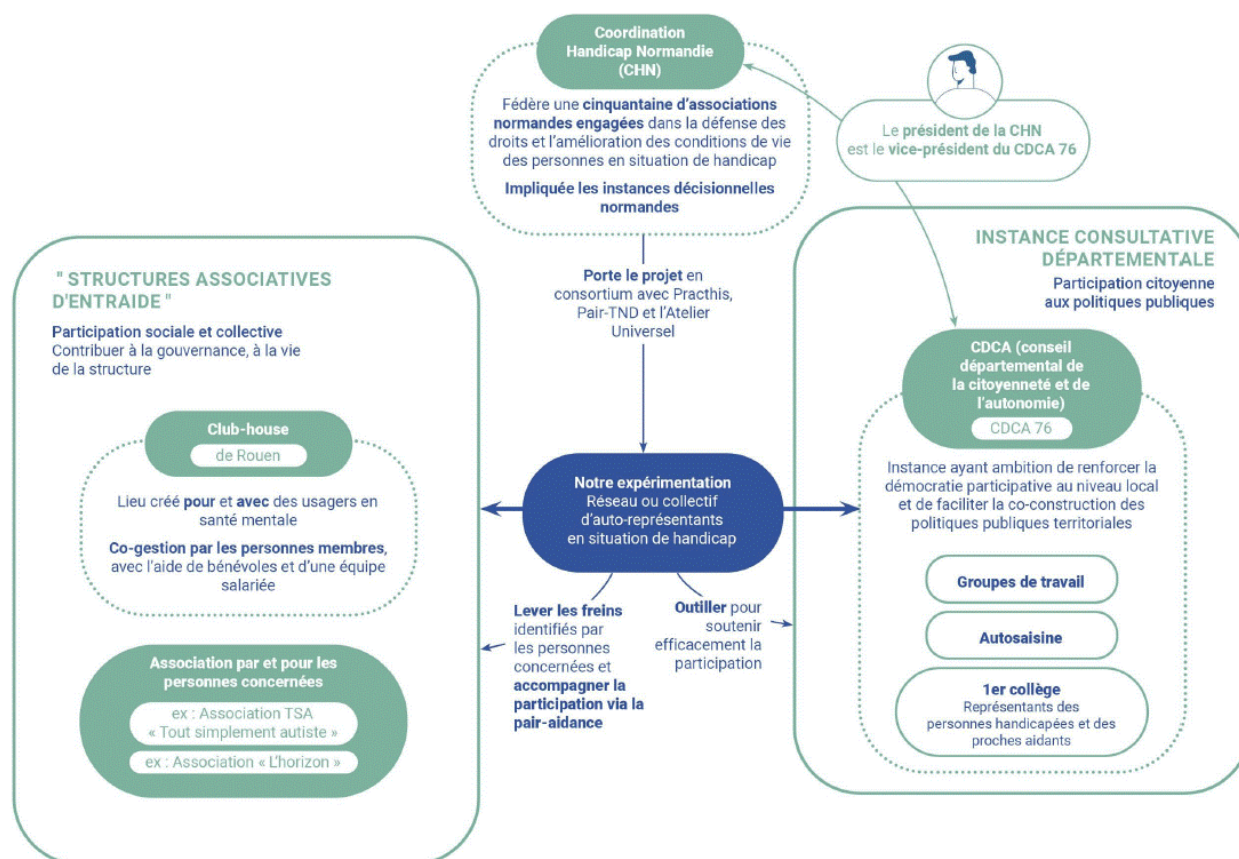 Coordination
Handicap Normandie
(CHN)
Fédère une cinquantaine d'associations
normandes engagées dans la défense des
droits et l'amélioration des conditions de vie
des personnes en situation de handicap
Impliquée les instances décisionnelles
normandes
Le président de la CHN
est le vice-président du CDCA 76
Porte le projet en
consortium avec Practhis,
Pair-TND et l'Atelier
Universel
" STRUCTURES ASSOCIATIVES
D'ENTRAIDE "
Participation sociale et collective
Contribuer à la gouvernance, à la vie
de la structure
Club-house
de Rouen
Lieu créé pour et avec des usagers en
santé mentale
Co-gestion par les personnes membres,
avec l'aide de bénévoles et d'une équipe
salariée
Association par et pour les
personnes concernées
ex : Association TSA
« Tout simplement autiste »
ex : Association « L'horizon »
Notre expérimentation
Réseau ou collectif
d'auto-représentants
en situation de handicap
Lever les freins
identifiés par
les personnes
concernées et
accompagner la
participation via la
pair-aidance
Outiller pour
soutenir
efficacement la
participation
INSTANCE CONSULTATIVE
DÉPARTEMENTALE
Participation citoyenne
aux politiques publiques
CDCA (conseil
départemental de
la citoyenneté et de
l'autonomie)
CDCA 76
Instance ayant ambition de renforcer la
démocratie participative au niveau local
et de faciliter la co-construction des
politiques publiques territoriales
Groupes de travail
Autosaisine
1er collège
Représentants des
personnes handicapées et des
proches aidants